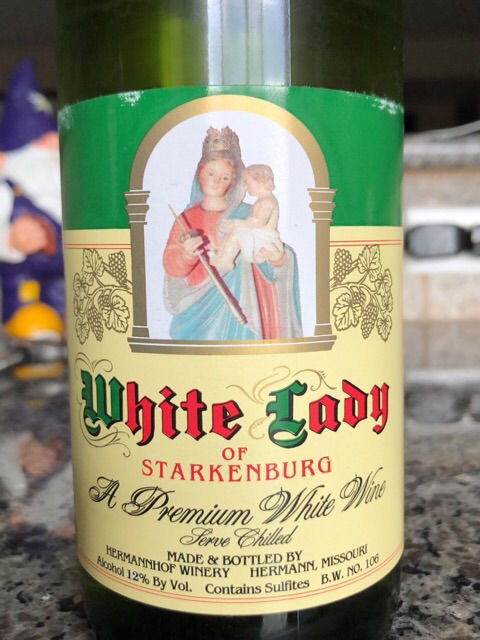 White Lady
OF
STARKENBURG
A Premium White Wine
Serve Chilled
MADE & BOTTLED BY
HERMANNHOF WINERY HERMANN, MISSOURI
Alcohol 12% By Vol. Contains Sulfites B.W. NO. 106